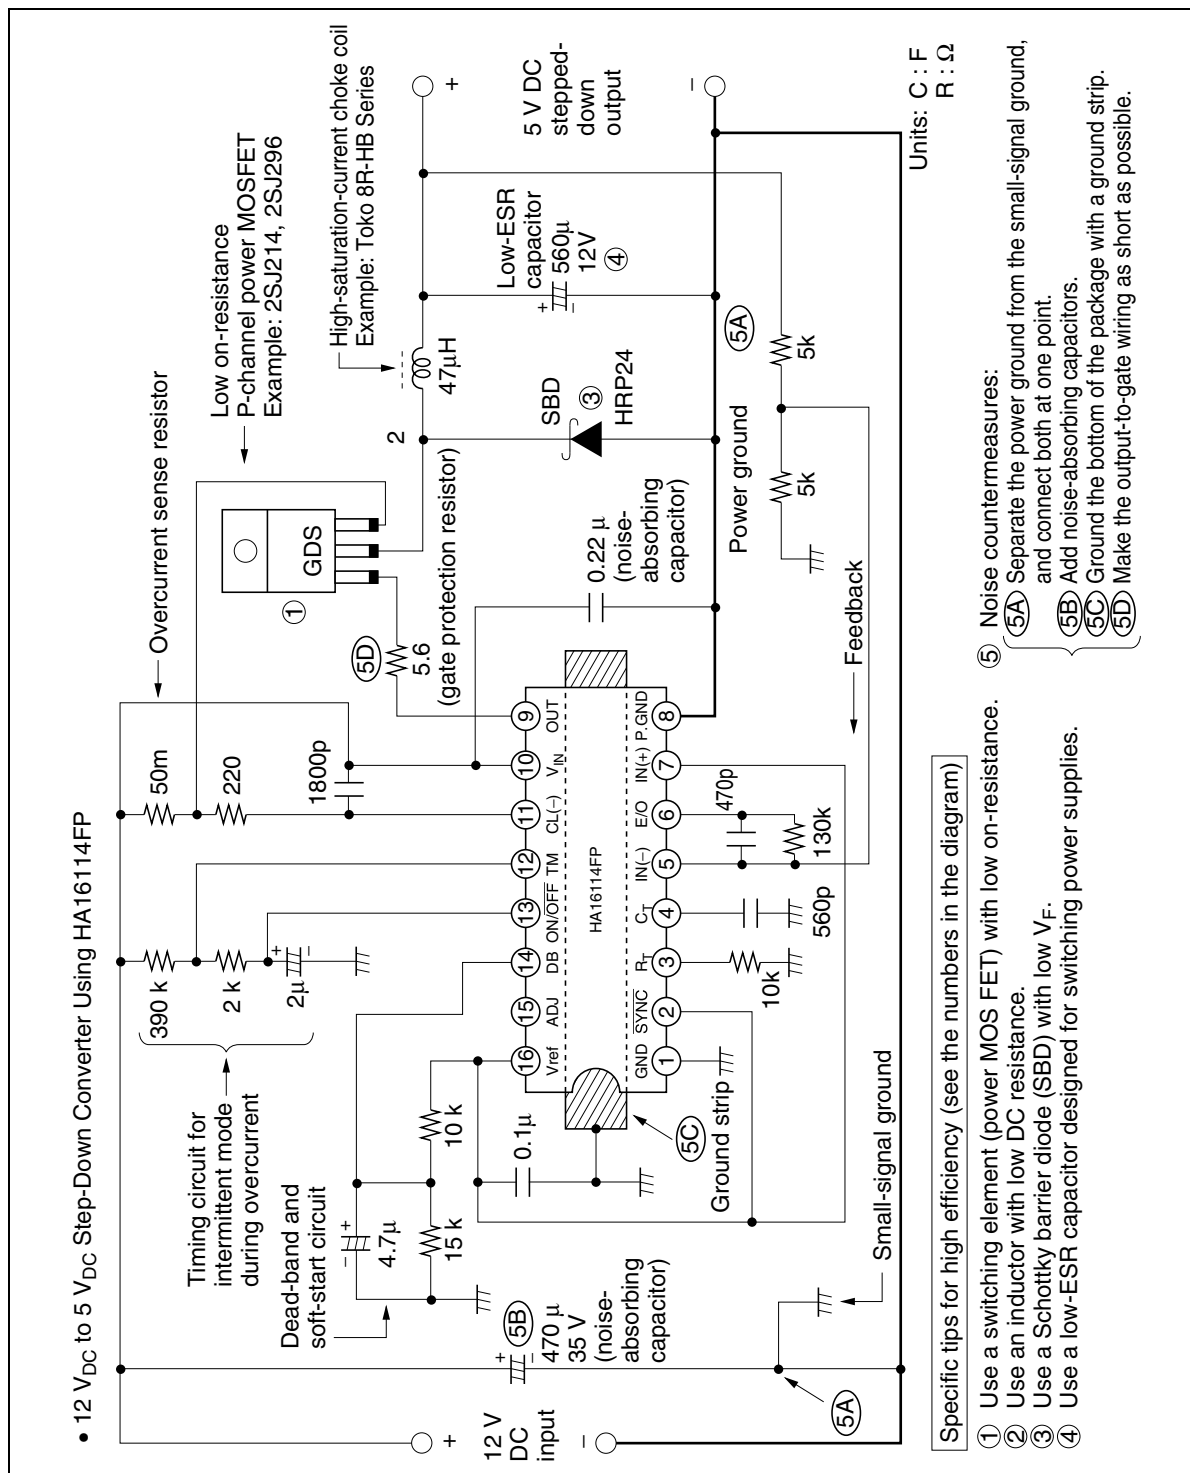 • 12 VDC to 5 VDC Step-Down Converter Using HA16114FP
Overcurrent sense resistor
Low on-resistance
P-channel power MOSFET
Example: 2SJ214, 2SJ296
High-saturation-current choke coil
Example: Toko 8R-HB Series
Timing circuit for
intermittent mode
during overcurrent
390 k
2 k
2μ
+
−
50m
220
1800p
①
GDS
5D
5.6
(gate protection resistor)
2
47μH
+
5 V DC
stepped-
down
output
−
Low-ESR
capacitor
560μ
12V
④
+
−
SBD
③
HRP24
0.22 μ
(noise-
absorbing
capacitor)
Power ground
5A
5k
5k
Feedback
Dead-band and
soft-start circuit
+
−
4.7μ
15 k
10 k
0.1μ
16
15
14
13
12
11
10
9
Vref
ADJ
DB
ON/OFF
TM
CL(−)
VIN
OUT
HA16114FP
GND
SYNC
RT
CT
IN(−)
E/O
IN(+)
P.GND
1
2
3
4
5
6
7
8
5C
Ground strip
10k
560p
470p
130k
+
12 V
DC
input
−
+
−
5B
470 μ
35 V
(noise-
absorbing
capacitor)
5A
Small-signal ground
Units: C : F
R : Ω
Specific tips for high efficiency (see the numbers in the diagram)
① Use a switching element (power MOS FET) with low on-resistance.
② Use an inductor with low DC resistance.
③ Use a Schottky barrier diode (SBD) with low VF.
④ Use a low-ESR capacitor designed for switching power supplies.
⑤ Noise countermeasures:
5A Separate the power ground from the small-signal ground,
and connect both at one point.
5B Add noise-absorbing capacitors.
5C Ground the bottom of the package with a ground strip.
5D Make the output-to-gate wiring as short as possible.